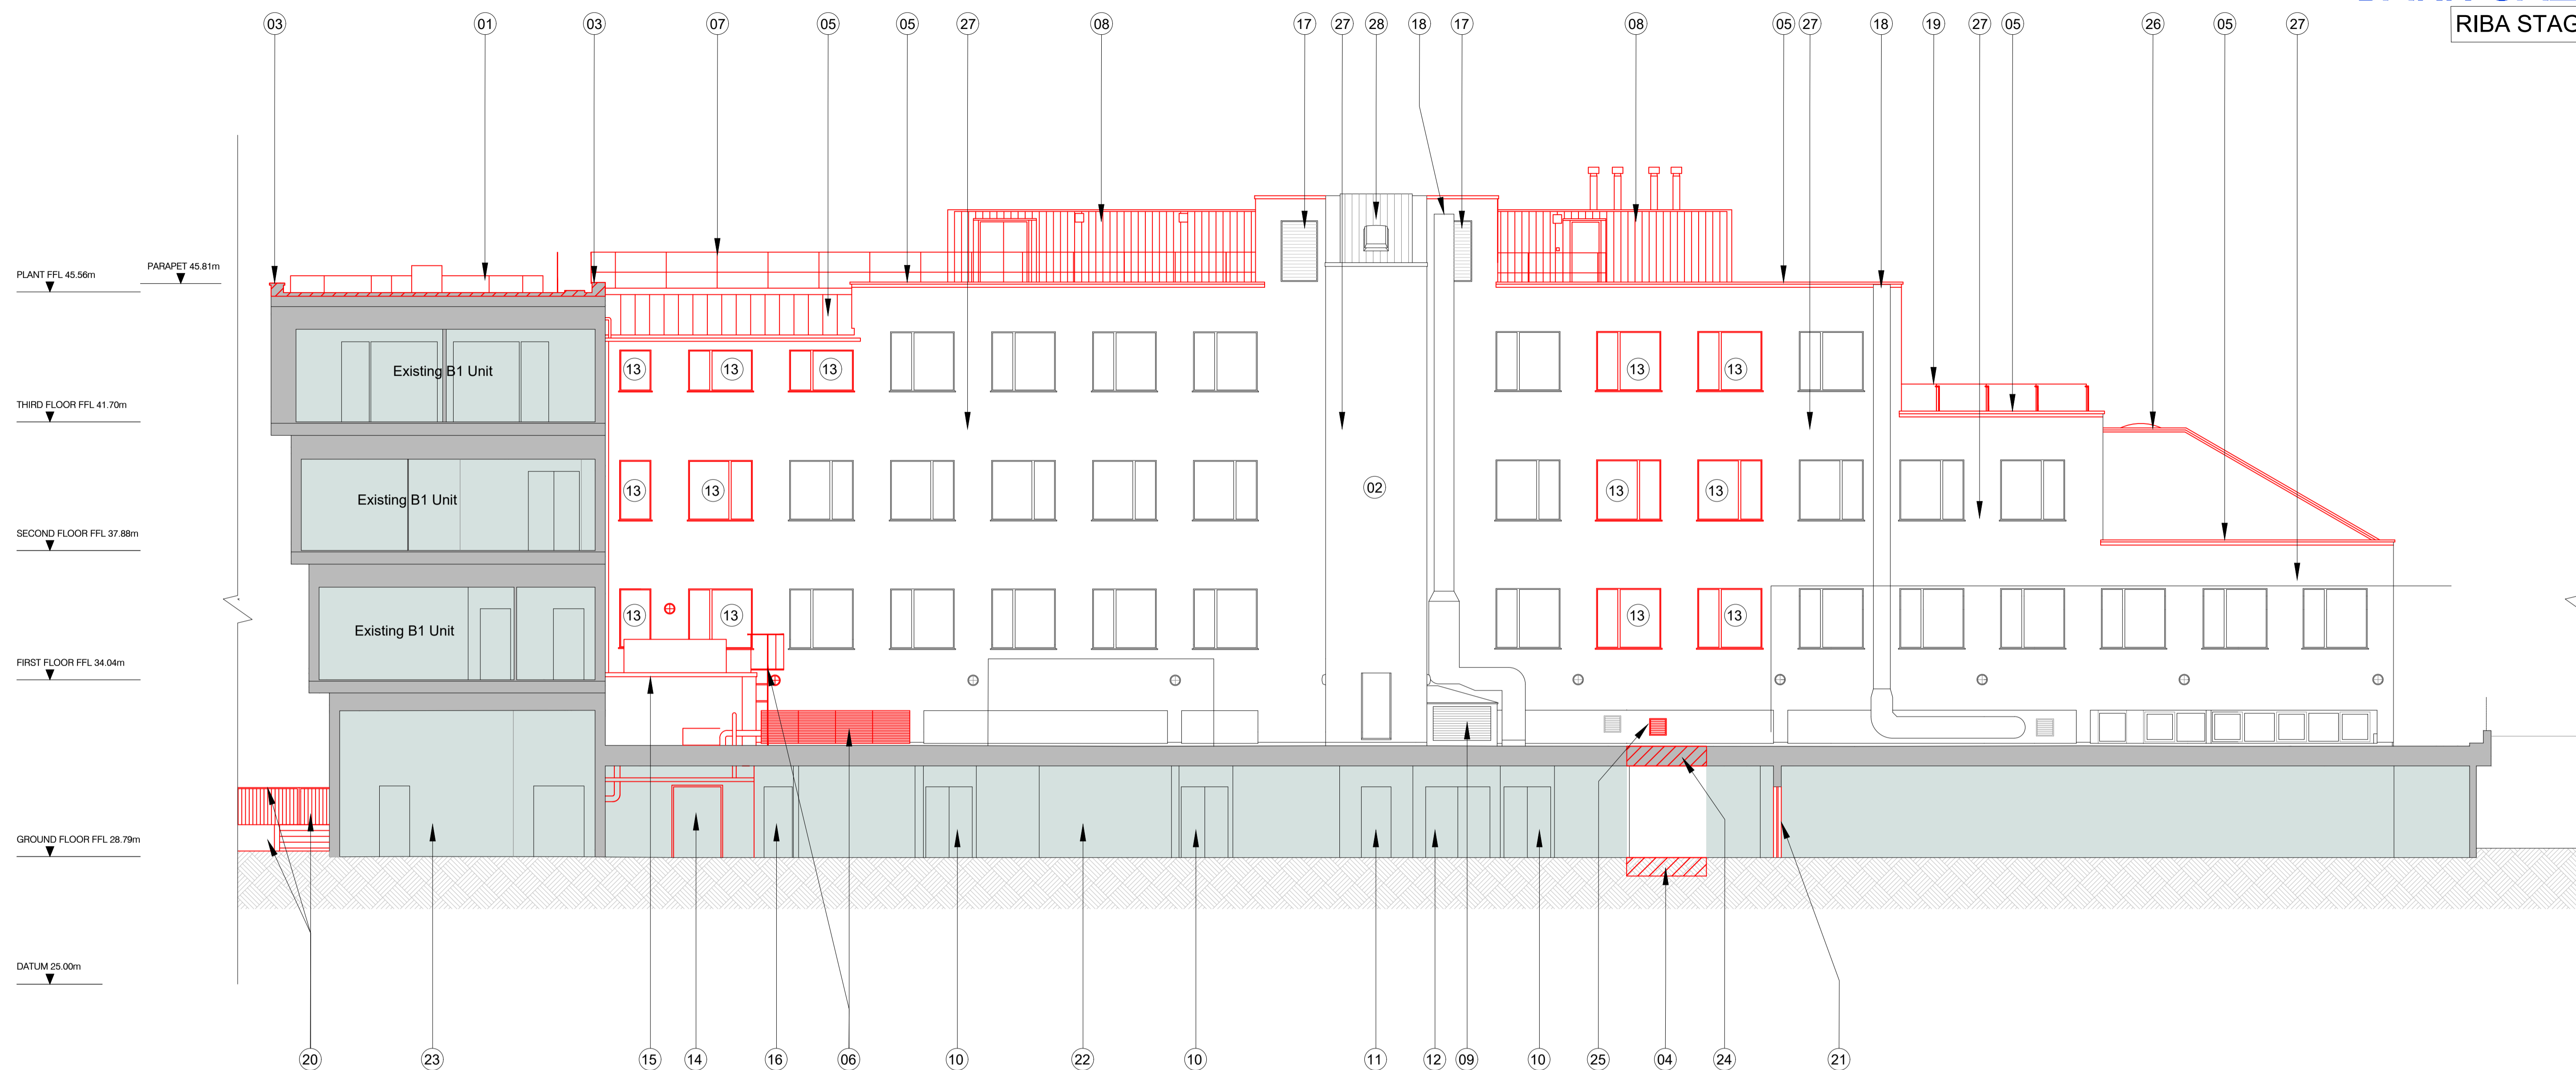 RIBA STAG
03 01 03 07 05 05 27 08 17 27 28 18 17 08 05 27 18 19 27 05 26 05 27
PARAPET 45.81m
PLANT FFL 45.56m
Existing B1 Unit
13 13 13 13 13
THIRD FLOOR FFL 41.70m
Existing B1 Unit
13 13 02 13 13
SECOND FLOOR FFL 37.88m
Existing B1 Unit
13 13 13 13
FIRST FLOOR FFL 34.04m
GROUND FLOOR FFL 28.79m
DATUM 25.00m
20 23 15 14 16 06 10 22 10 11 12 09 10 25 04 24 21